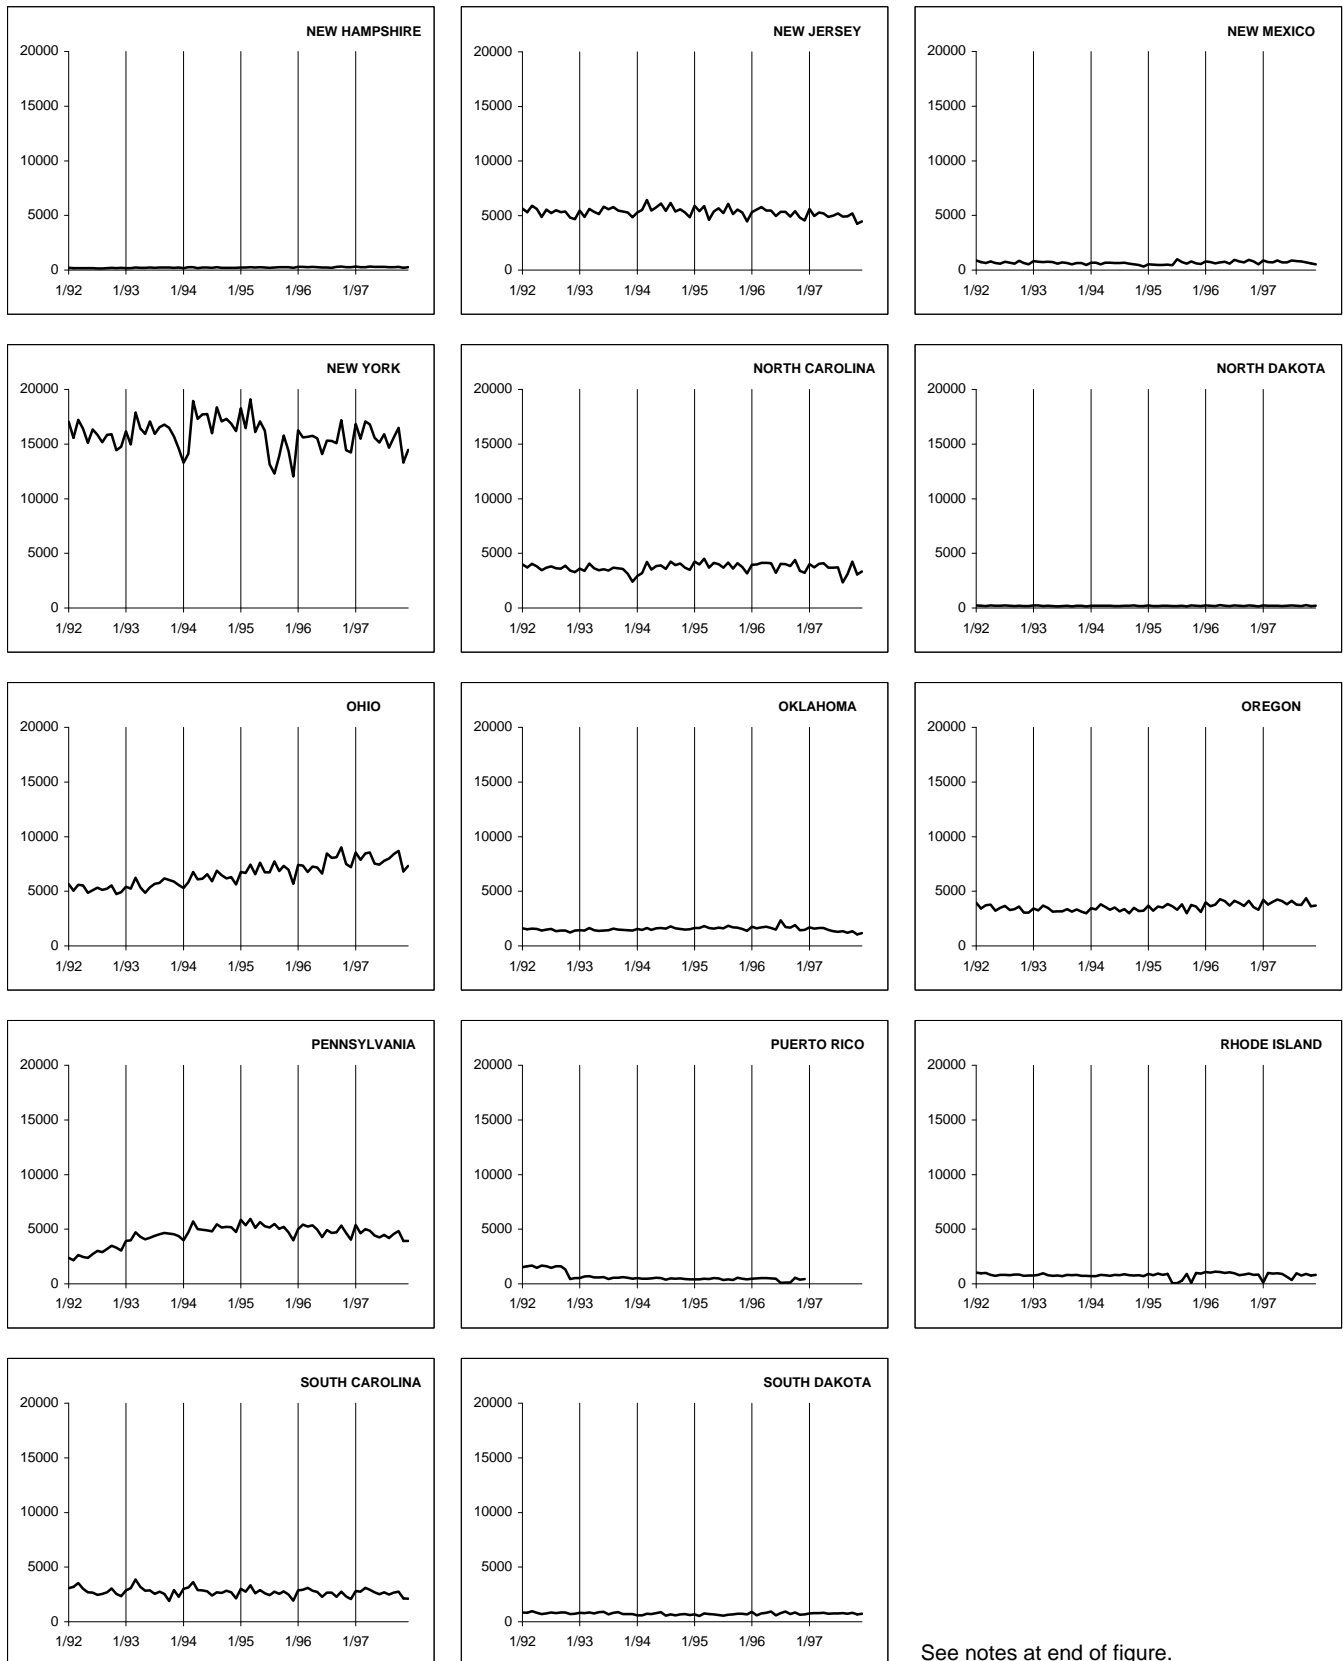 NEW HAMPSHIRE
20000
15000
10000
5000
0
1/92 1/93 1/94 1/95 1/96 1/97
NEW JERSEY
20000
15000
10000
5000
0
1/92 1/93 1/94 1/95 1/96 1/97
NEW MEXICO
20000
15000
10000
5000
0
1/92 1/93 1/94 1/95 1/96 1/97
NEW YORK
20000
15000
10000
5000
0
1/92 1/93 1/94 1/95 1/96 1/97
NORTH CAROLINA
20000
15000
10000
5000
0
1/92 1/93 1/94 1/95 1/96 1/97
NORTH DAKOTA
20000
15000
10000
5000
0
1/92 1/93 1/94 1/95 1/96 1/97
OHIO
20000
15000
10000
5000
0
1/92 1/93 1/94 1/95 1/96 1/97
OKLAHOMA
20000
15000
10000
5000
0
1/92 1/93 1/94 1/95 1/96 1/97
OREGON
20000
15000
10000
5000
0
1/92 1/93 1/94 1/95 1/96 1/97
PENNSYLVANIA
20000
15000
10000
5000
0
1/92 1/93 1/94 1/95 1/96 1/97
PUERTO RICO
20000
15000
10000
5000
0
1/92 1/93 1/94 1/95 1/96 1/97
RHODE ISLAND
20000
15000
10000
5000
0
1/92 1/93 1/94 1/95 1/96 1/97
SOUTH CAROLINA
20000
15000
10000
5000
0
1/92 1/93 1/94 1/95 1/96 1/97
SOUTH DAKOTA
20000
15000
10000
5000
0
1/92 1/93 1/94 1/95 1/96 1/97
See notes at end of figure.